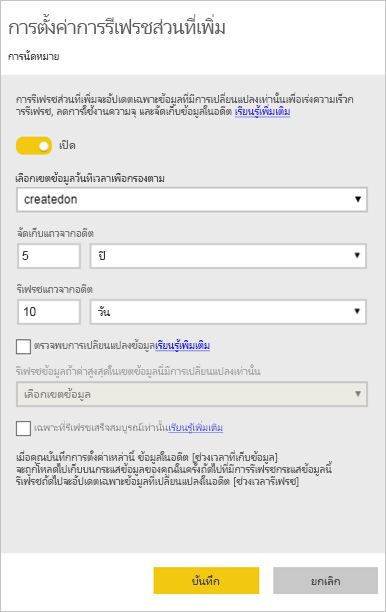 การตั้งค่าการรีเฟรชส่วนที่เพิ่ม
การนัดหมาย
การรีเฟรชส่วนที่เพิ่มจะอัปเดตเฉพาะข้อมูลที่มีการเปลี่ยนแปลงเท่านั้นเพื่อเร่งความเร็วก
ารรีเฟรช, ลดการใช้งานความจุ และจัดเก็บข้อมูลในอดีต เรียนรู้เพิ่มเติม
เปิด
เลือกเขตข้อมูลวันที่เวลาเพื่อกรองตาม
createdon
จัดเก็บแถวจากอดีต
5 ปี
รีเฟรชแถวจากอดีต
10 วัน
ตรวจพบการเปลี่ยนแปลงข้อมูลเรียนรู้เพิ่มเติม
รีเฟรชข้อมูลถ้าค่าสูงสุดในเขตข้อมูลนี้มีการเปลี่ยนแปลงเท่านั้น
เลือกเขตข้อมูล
เฉพาะที่รีเฟรชเสร็จสมบูรณ์เท่านั้นเรียนรู้เพิ่มเติม
เมื่อคุณบันทึกการตั้งค่าเหล่านี้ ข้อมูลในอดีต [ช่วงเวลาที่เก็บข้อมูล]
จะถูกโหลดไปเก็บบนกระแสข้อมูลของคุณในครั้งถัดไปที่มีการรีเฟรชกระแสข้อมูลนี้
รีเฟรชถัดไปจะอัปเดตเฉพาะข้อมูลที่เปลี่ยนแปลงในอดีต [ช่วงเวลารีเฟรช]
บันทึก
ยกเลิก